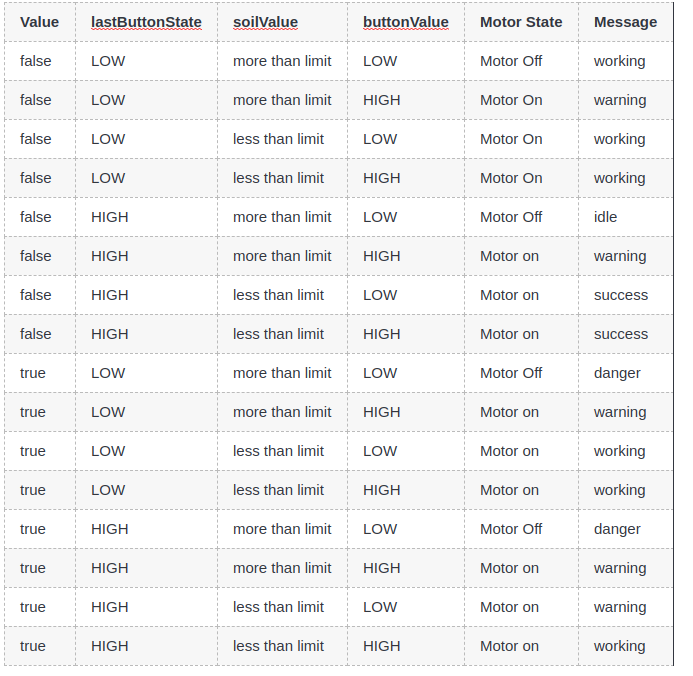 Value lastButtonState soilValue buttonValue Motor State Message
false LOW more than limit LOW Motor Off working
false LOW more than limit HIGH Motor On warning
false LOW less than limit LOW Motor On working
false LOW less than limit HIGH Motor On working
false HIGH more than limit LOW Motor Off idle
false HIGH more than limit HIGH Motor on warning
false HIGH less than limit LOW Motor on success
false HIGH less than limit HIGH Motor on success
true LOW more than limit LOW Motor Off danger
true LOW more than limit HIGH Motor on warning
true LOW less than limit LOW Motor on working
true LOW less than limit HIGH Motor on working
true HIGH more than limit LOW Motor Off danger
true HIGH more than limit HIGH Motor on warning
true HIGH less than limit LOW Motor on warning
true HIGH less than limit HIGH Motor on working